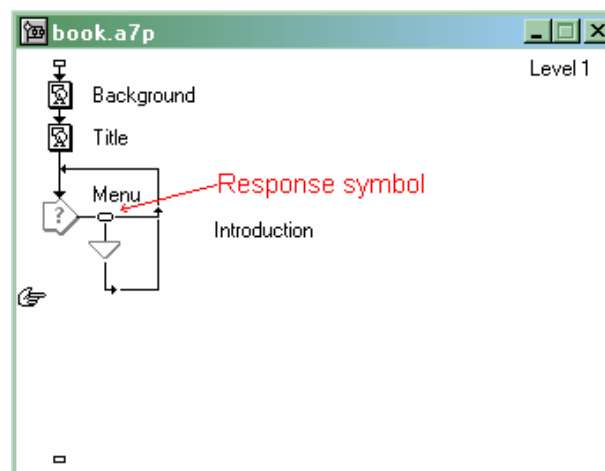 book.a7p
Level 1
Background
Title
Menu
Response symbol
?
Introduction